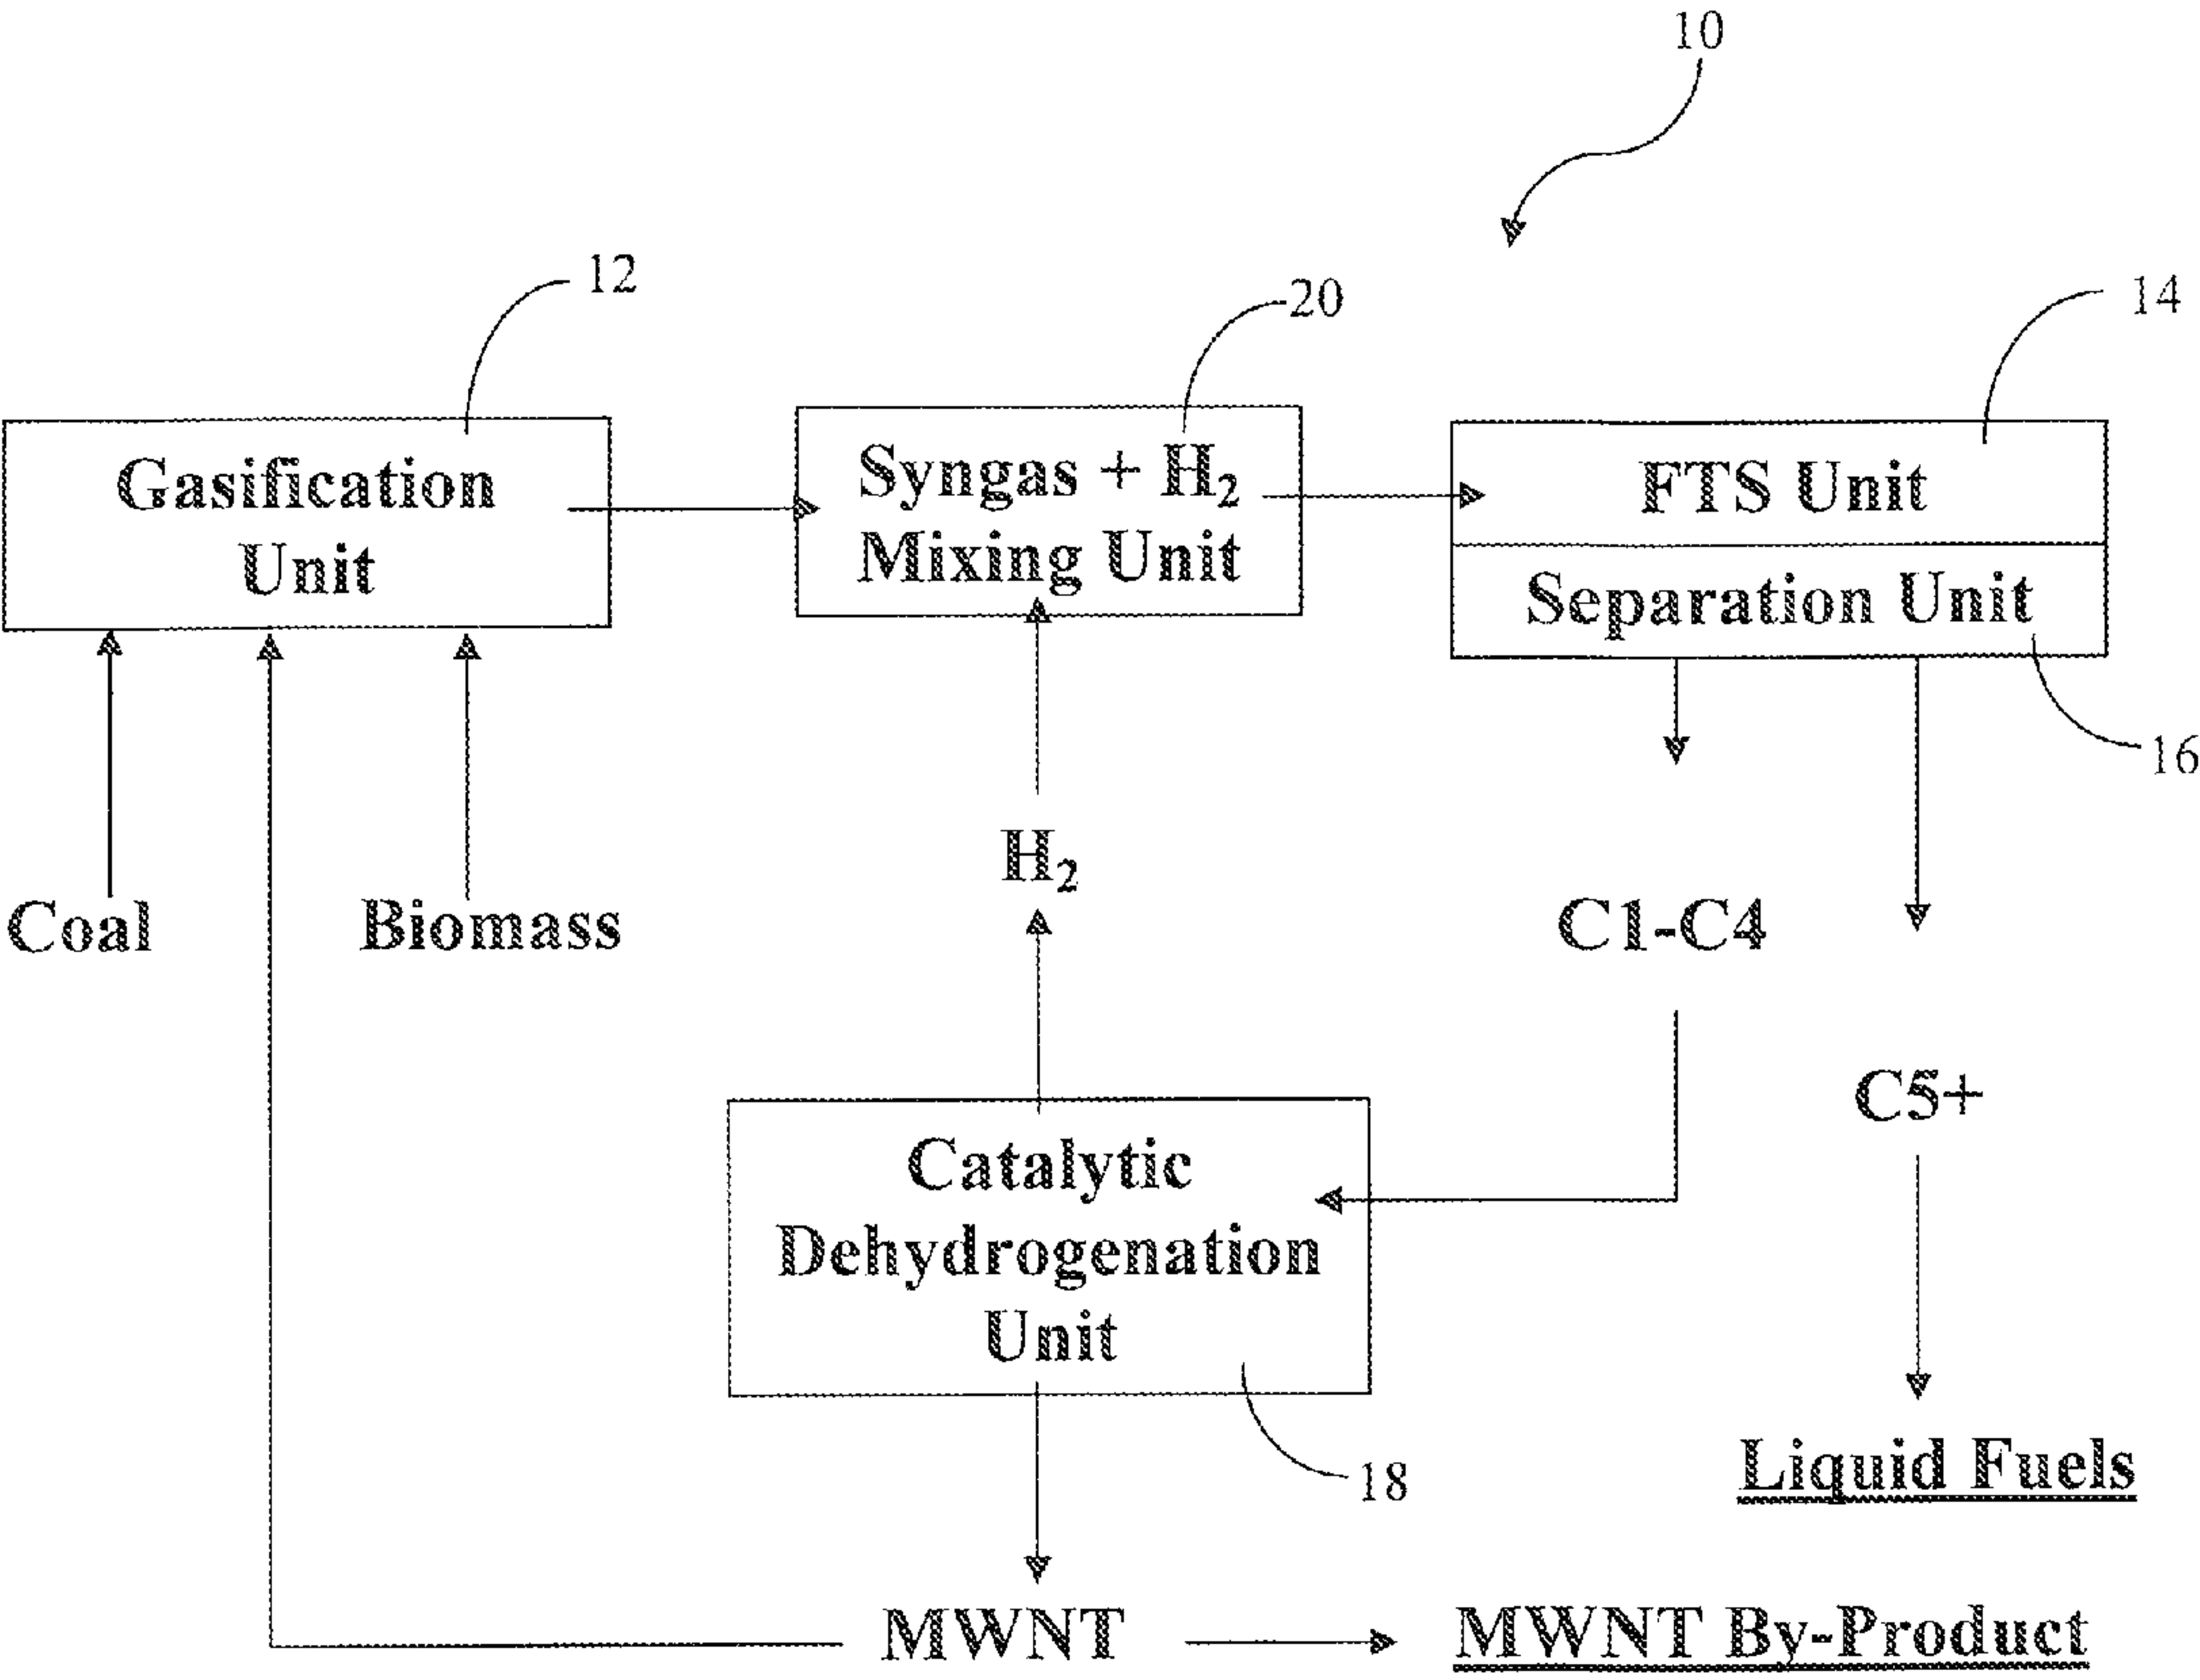 10
12
20
14
Gasification
Unit
Syngas + H₂
Mixing Unit
FTS Unit
Separation Unit
16
H₂
Coal
Biomass
C1-C4
C5+
Catalytic
Dehydrogenation
Unit
18
Liquid Fuels
MWNT
MWNT By-Product